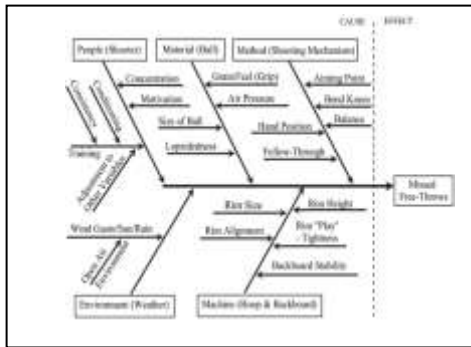 CAUSE
EFFECT
People (Shooter)
Material (Ball)
Method (Shooting Mechanism)
Concentration
Motivation
Consistency
Conditioning
Training
Adjustment to
Other Variables
Grain/Feel (Grip)
Air Pressure
Size of Ball
Lopsidedness
Aiming Point
Bend Knees
Hand Position
Balance
Follow-Through
Missed
Free-Throws
Rim Size
Rim Height
Rim Alignment
Rim "Play"
- Tightness
Backboard Stability
Wind Gusts/Sun/Rain
Open Air
Environment
Environment (Weather)
Machine (Hoop & Backboard)